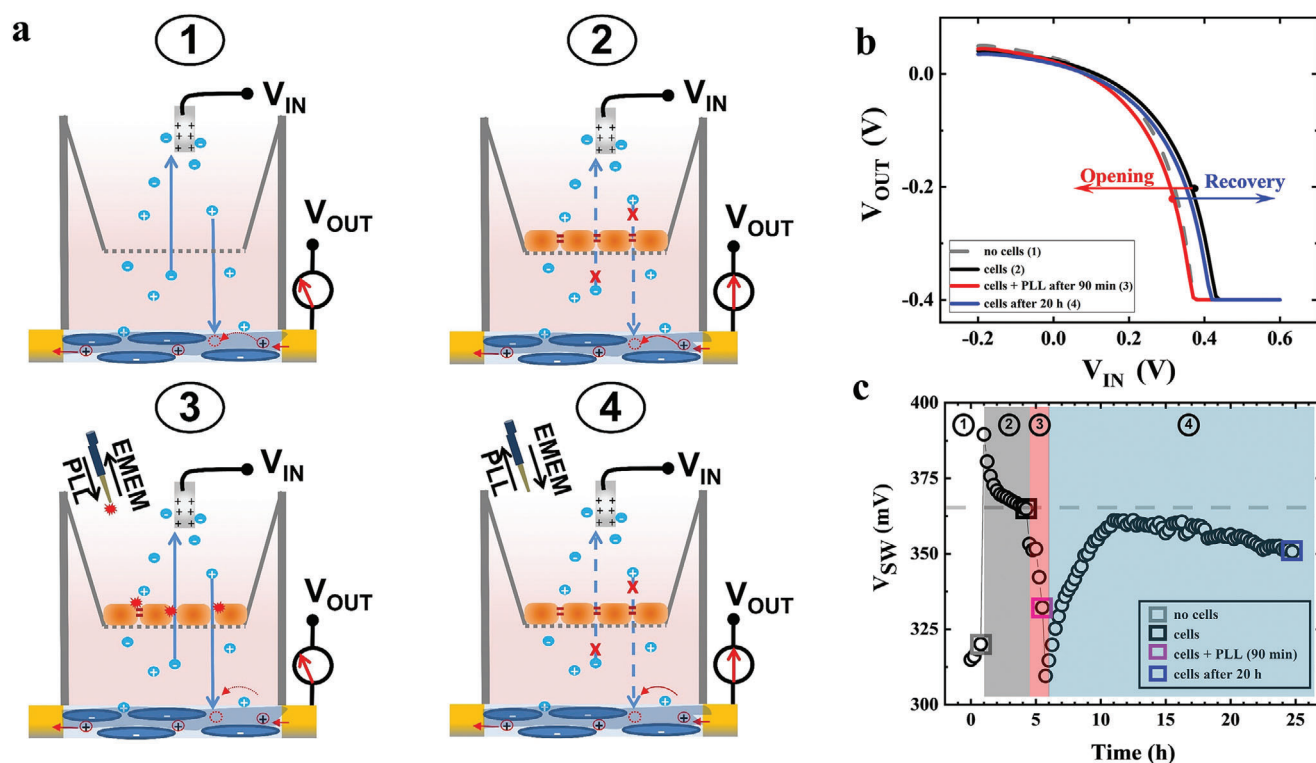 a
1
V_IN
V_OUT
+ + + + + +
- - - - -
+ + + +
2
V_IN
V_OUT
X
X
3
PLL
EMEM
V_IN
V_OUT
4
PLL
EMEM
V_IN
V_OUT
X
X
b
V_OUT (V)
0.0
-0.2
-0.4
Opening
Recovery
no cells (1)
cells (2)
cells + PLL after 90 min (3)
cells after 20 h (4)
-0.2 0.0 0.2 0.4 0.6
V_IN (V)
c
V_SW (mV)
400
375
350
325
300
1 2 3 4
no cells
cells
cells + PLL (90 min)
cells after 20 h
0 5 10 15 20 25
Time (h)